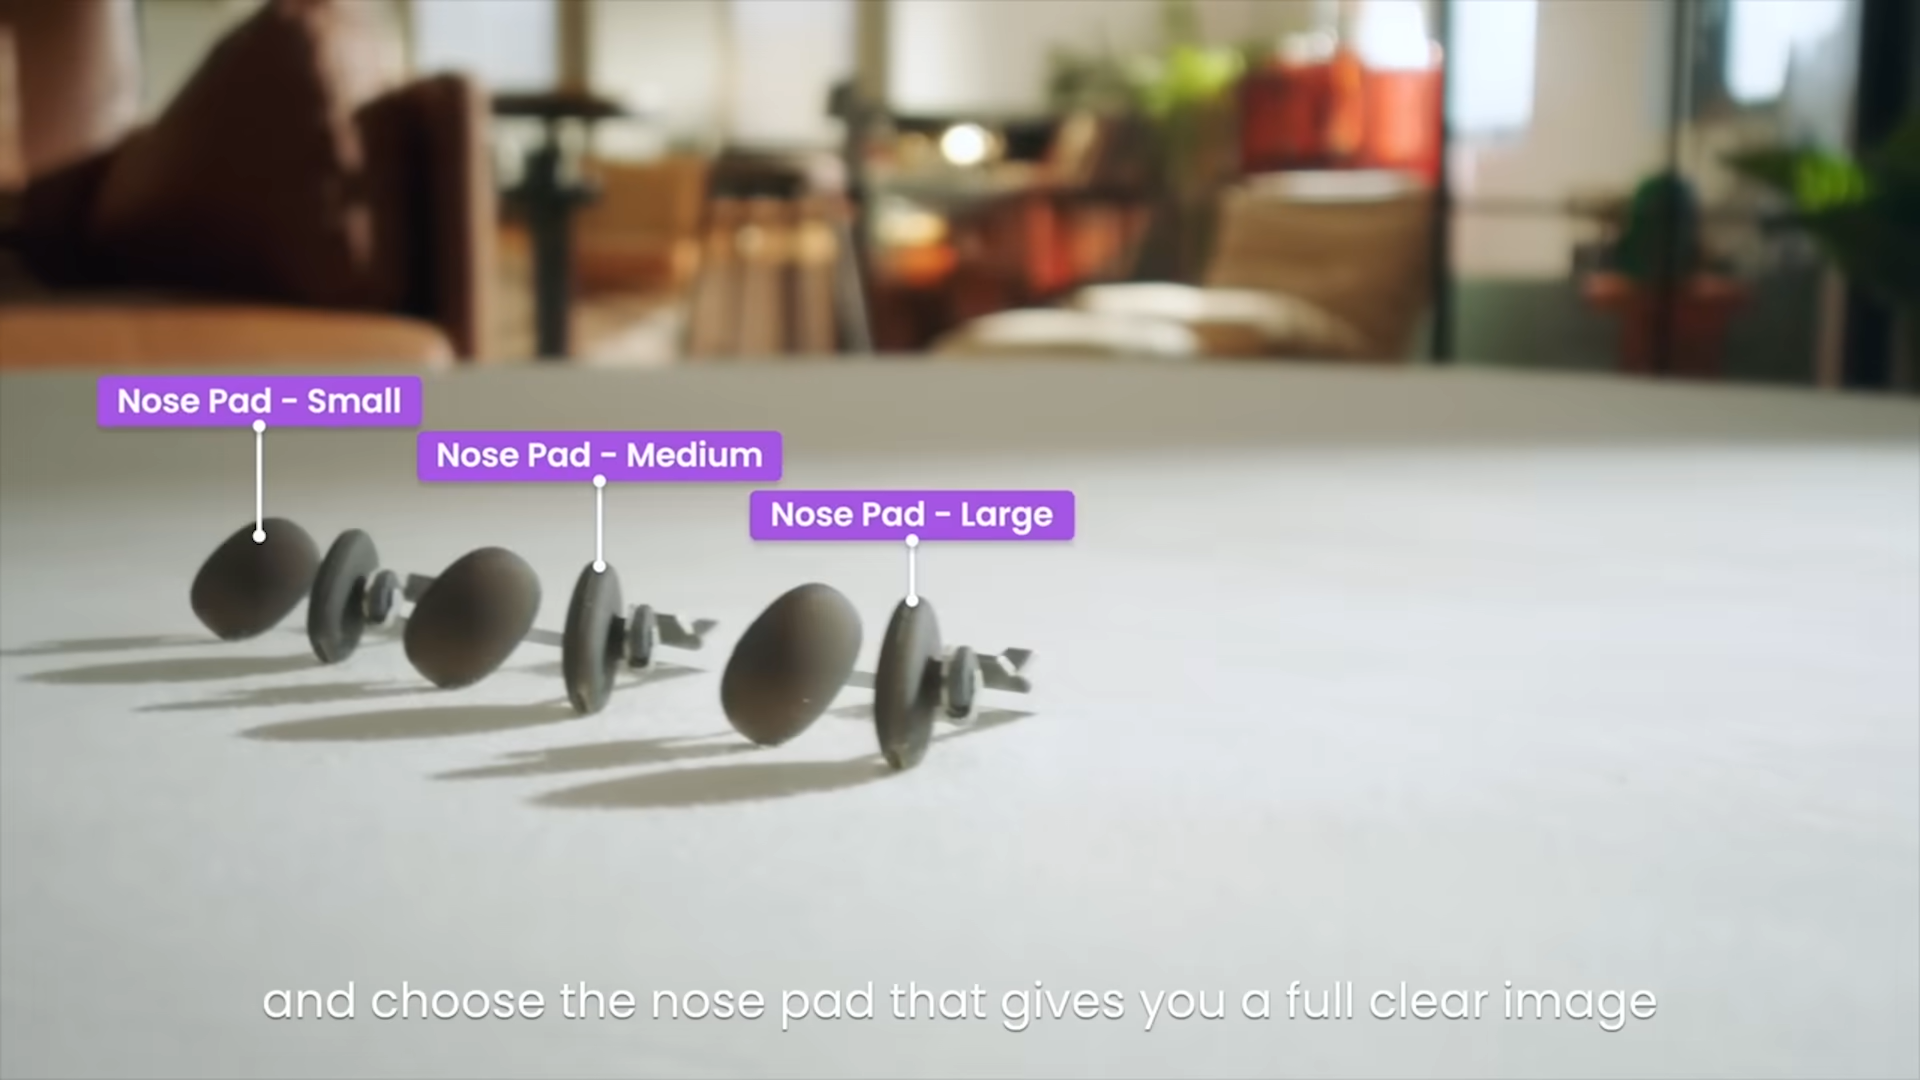 Nose Pad - Small
Nose Pad - Medium
Nose Pad - Large
and choose the nose pad that gives you a full clear image